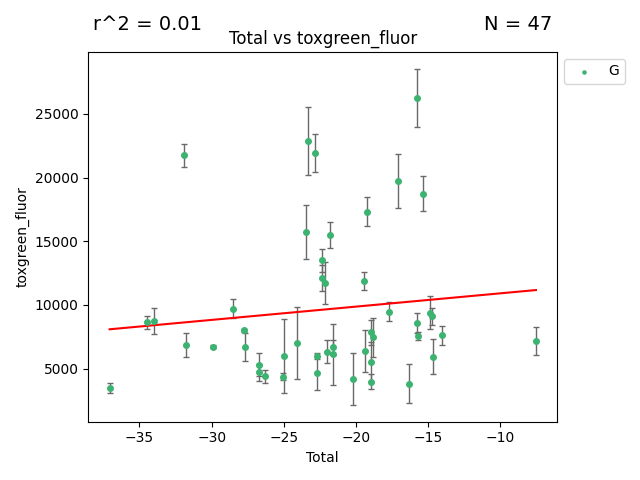 r^2 = 0.01
N = 47
Total vs toxgreen_fluor
G
25000
20000
15000
10000
5000
toxgreen_fluor
−35
−30
−25
−20
−15
−10
Total